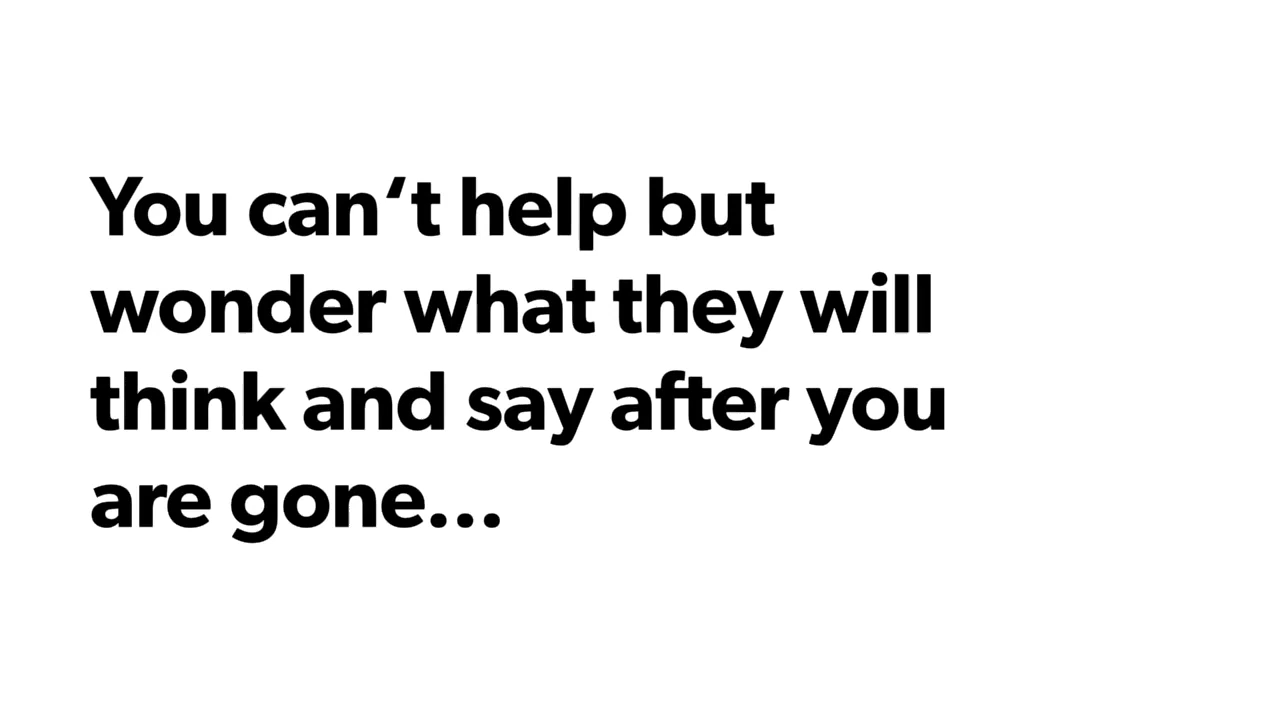 You can‘t help but
wonder what they will
think and say after you
are gone...